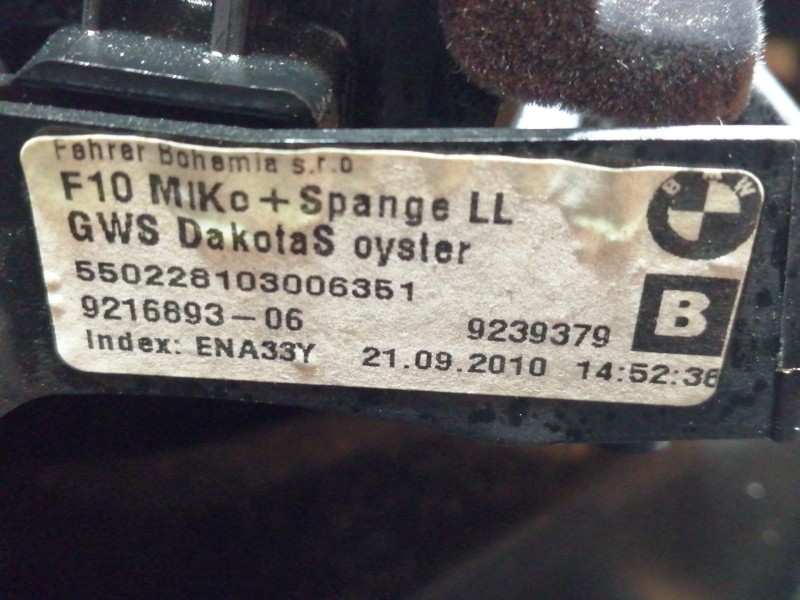 Fehrer Bohemia s.r.o
F10 MIKo + Spange LL
GWS DakotaS oyster
550228103006351
9216893-06 9239379
Index: ENA33Y 21.09.2010 14:52:36
BMW
B